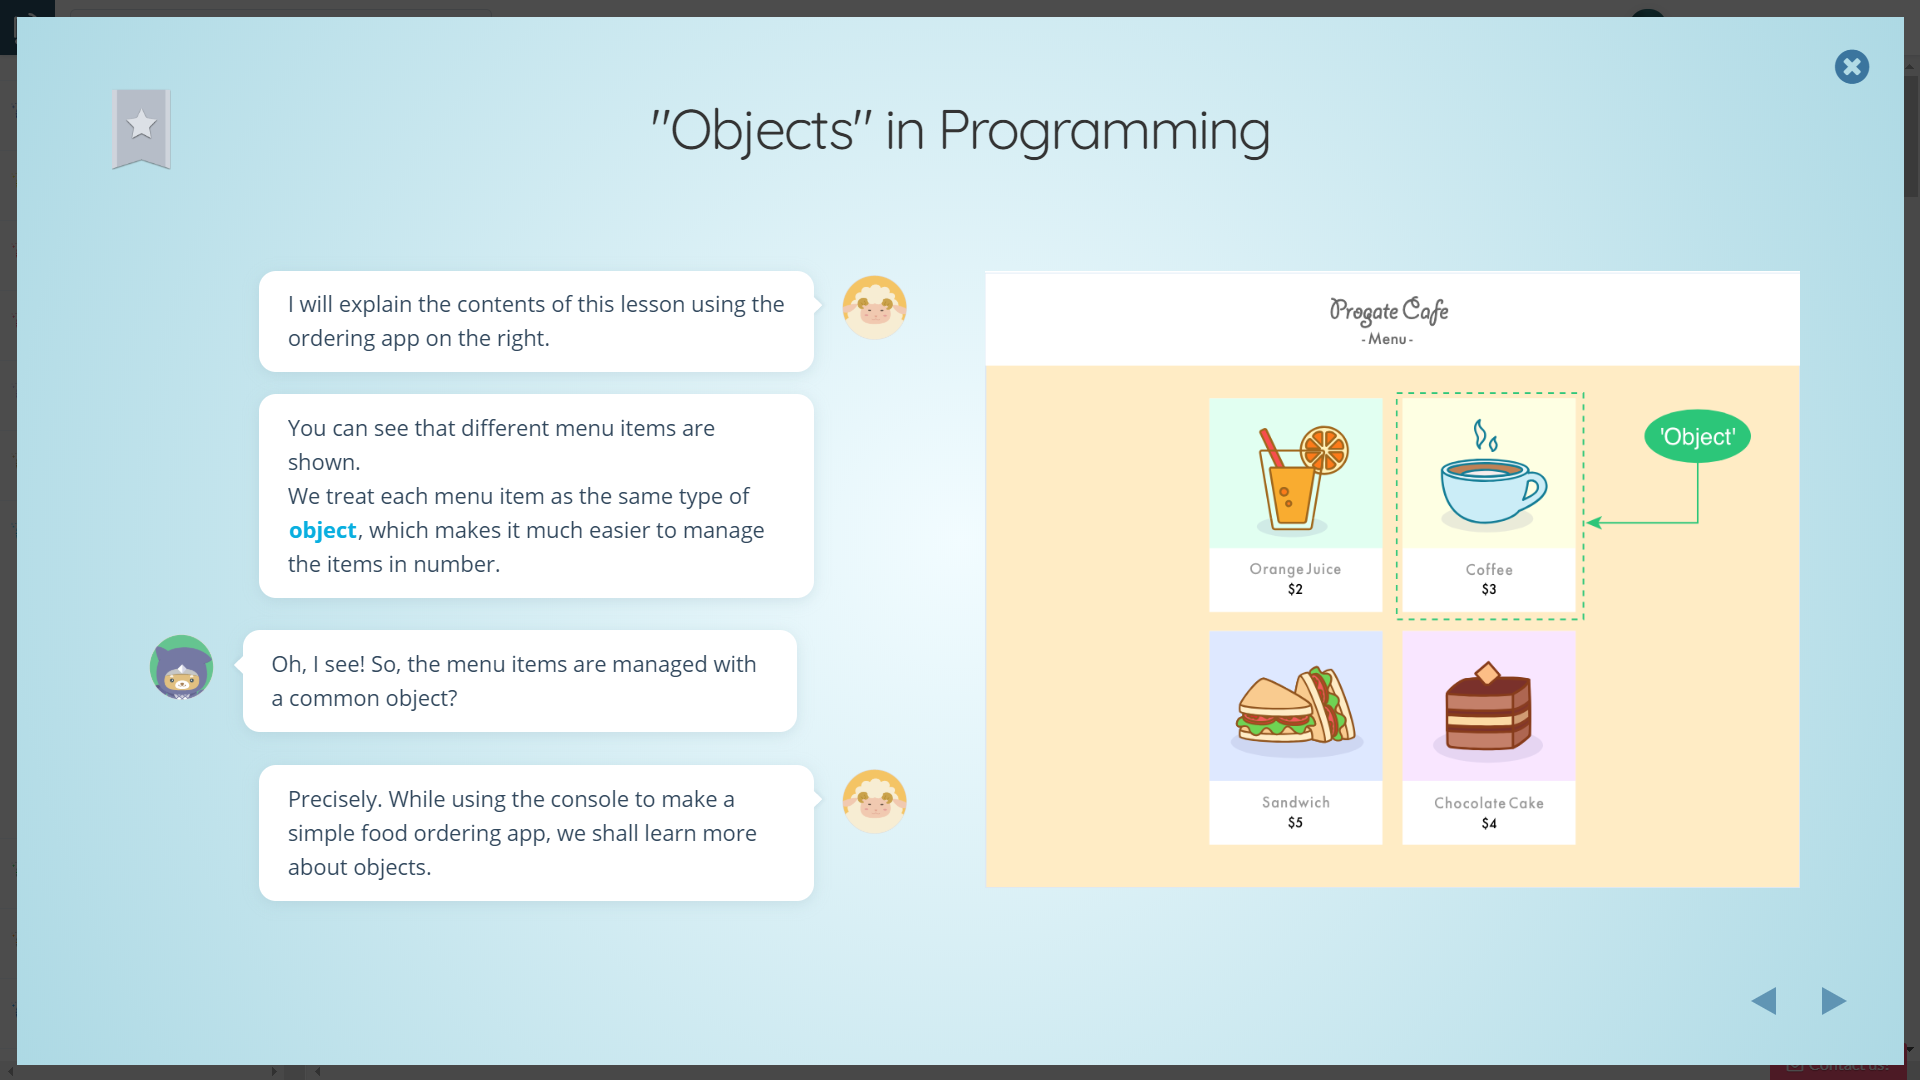 "Objects" in Programming
I will explain the contents of this lesson using the
ordering app on the right.
You can see that different menu items are
shown.
We treat each menu item as the same type of
object, which makes it much easier to manage
the items in number.
Oh, I see! So, the menu items are managed with
a common object?
Precisely. While using the console to make a
simple food ordering app, we shall learn more
about objects.
Progate Cafe
- Menu -
'Object'
Orange Juice
$2
Coffee
$3
Sandwich
$5
Chocolate Cake
$4
Contact us!